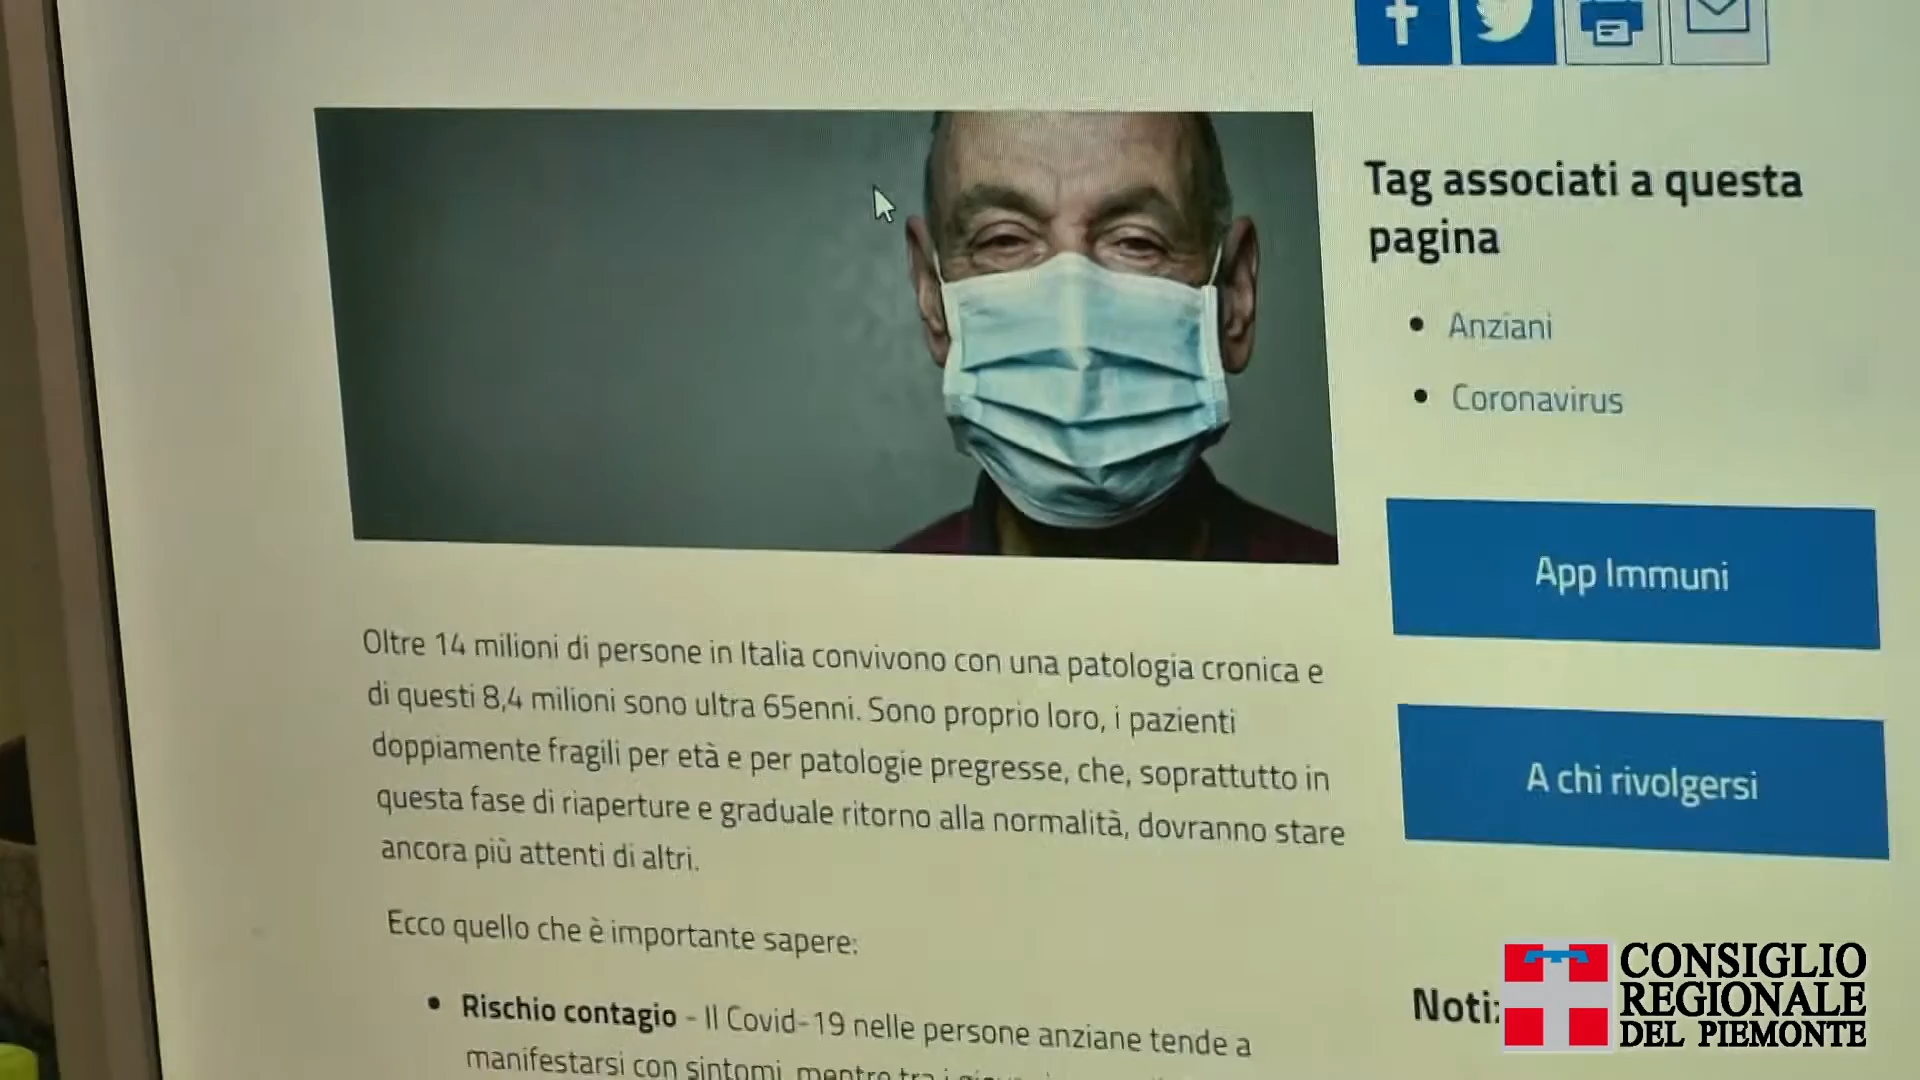 Tag associati a questa
pagina
Anziani
Coronavirus
App Immuni
A chi rivolgersi
Oltre 14 milioni di persone in Italia convivono con una patologia cronica e
di questi 8,4 milioni sono ultra 65enni. Sono proprio loro, i pazienti
doppiamente fragili per età e per patologie pregresse, che, soprattutto in
questa fase di riaperture e graduale ritorno alla normalità, dovranno stare
ancora più attenti di altri.
Ecco quello che è importante sapere:
Rischio contagio - Il Covid-19 nelle persone anziane tende a
manifestarsi con sintomi, mentre tra i
CONSIGLIO
REGIONALE
DEL PIEMONTE